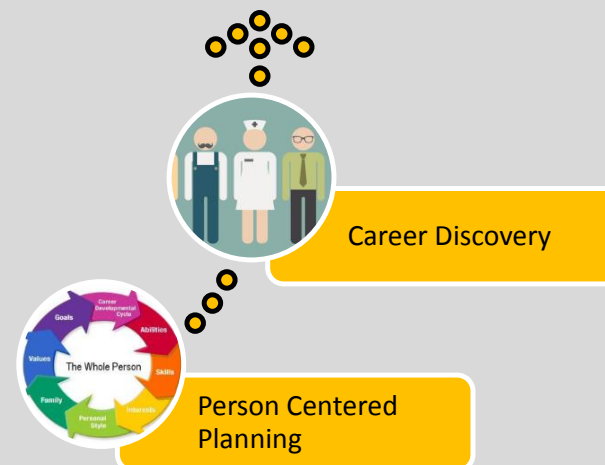 Career Discovery
Career
Developmental
Cycle
Goals
Abilities
Values
The Whole Person
Skills
Family
Interests
Personal
Style
Person Centered
Planning